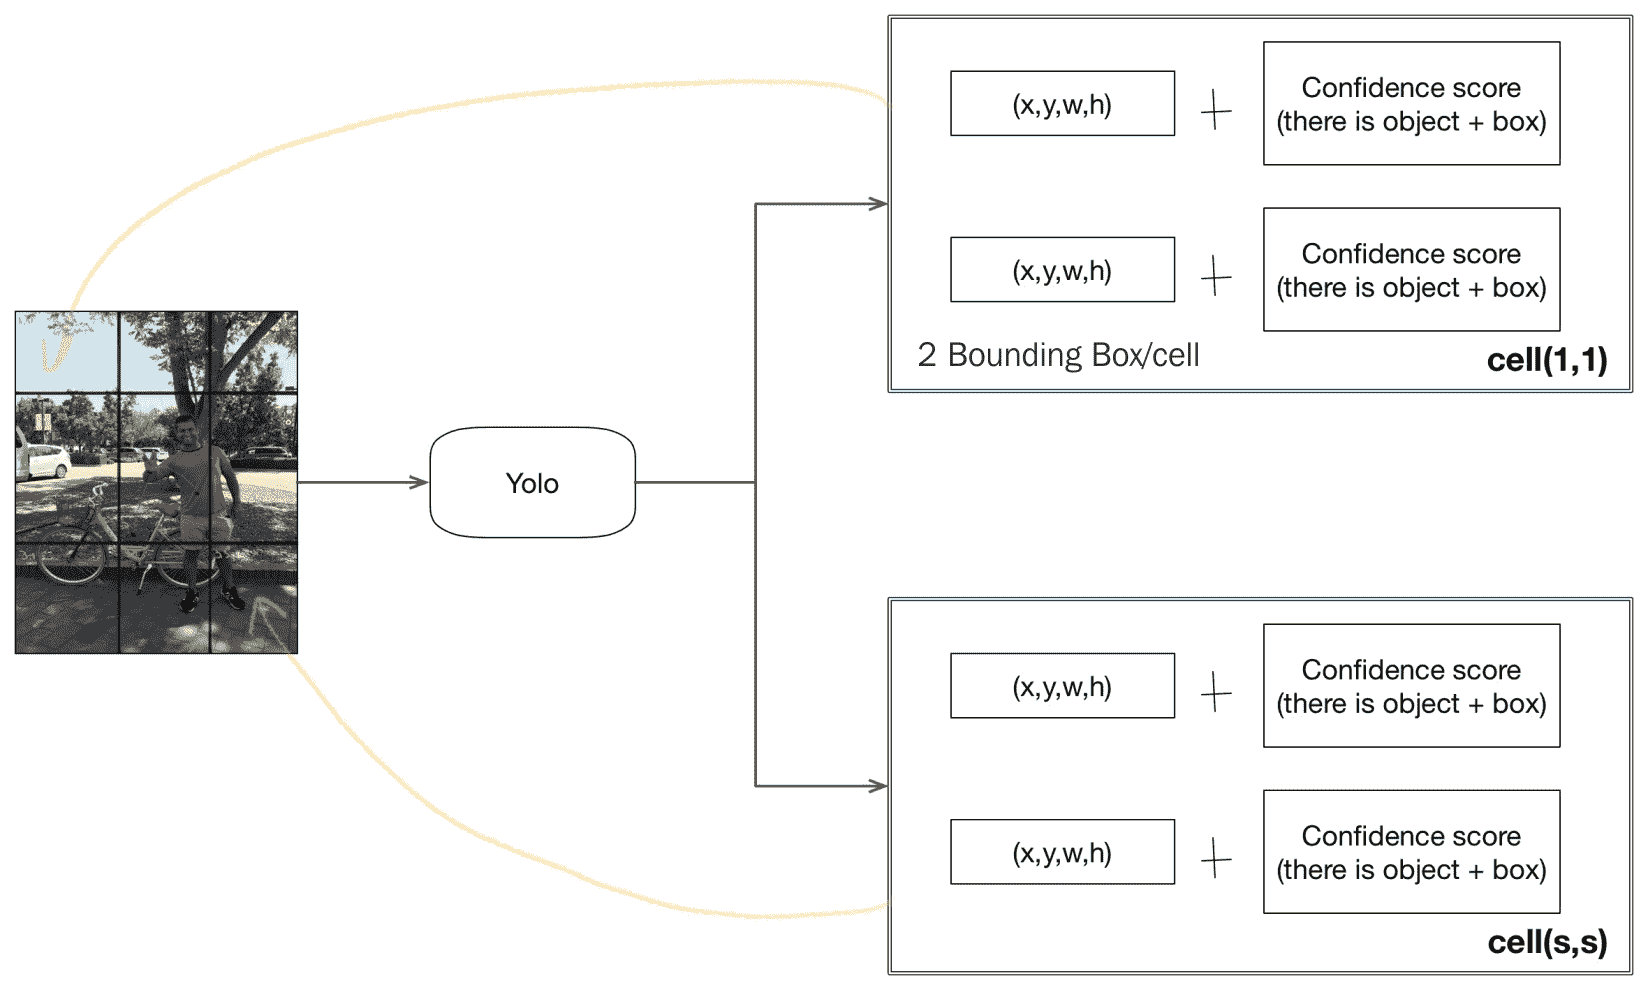 (x,y,w,h)
+
Confidence score
(there is object + box)
(x,y,w,h)
+
Confidence score
(there is object + box)
2 Bounding Box/cell
cell(1,1)
Yolo
(x,y,w,h)
+
Confidence score
(there is object + box)
(x,y,w,h)
+
Confidence score
(there is object + box)
cell(s,s)